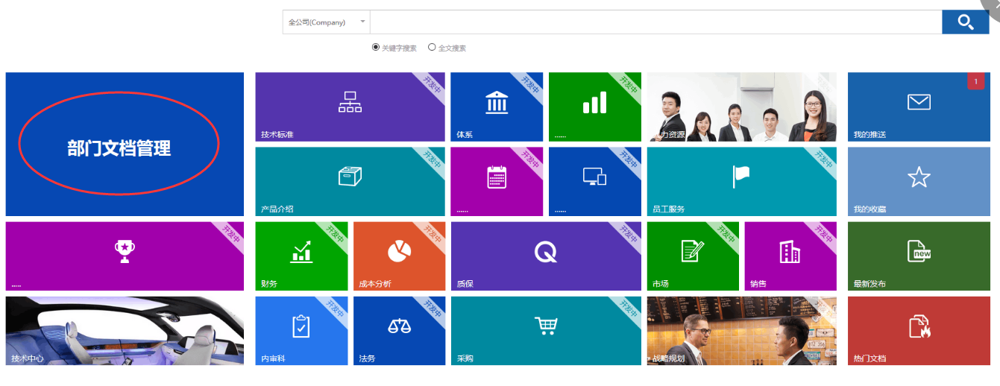 全公司(Company)
关键字搜索 全文搜索
部门文档管理
开发中
技术标准
开发中
体系
开发中
......
人力资源
1
我的推送
开发中
产品介绍
开发中
......
开发中
......
开发中
员工服务
我的收藏
开发中
.....
开发中
财务
开发中
成本分析
开发中
质保
开发中
市场
开发中
销售
new
最新发布
技术中心
开发中
内审科
开发中
法务
开发中
采购
战略规划
热门文档